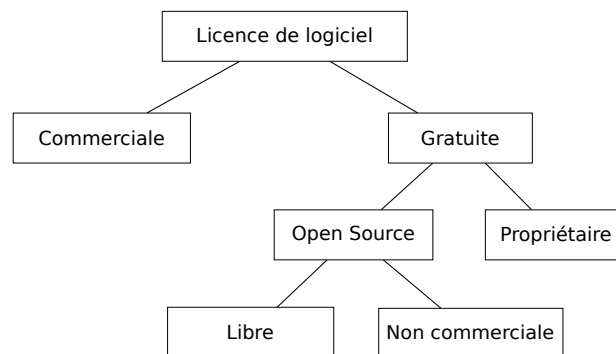 Licence de logiciel
Commerciale
Gratuite
Open Source
Propriétaire
Libre
Non commerciale